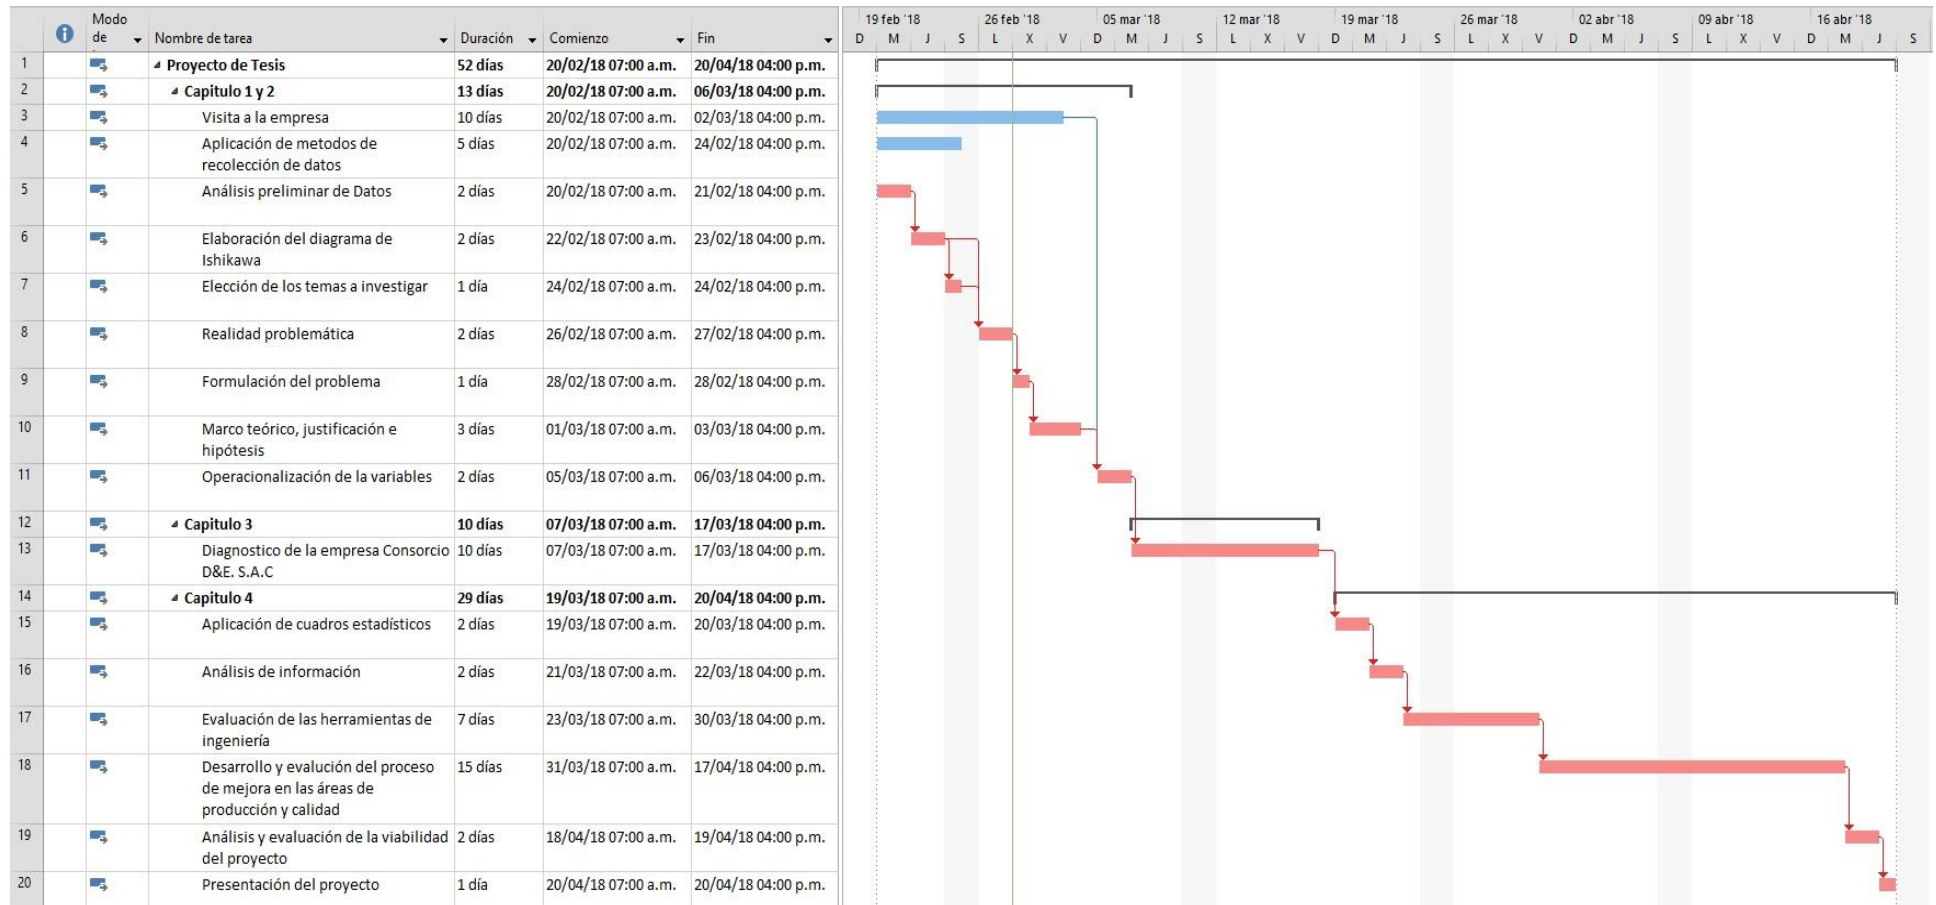 Modo
de
Nombre de tarea Duración Comienzo Fin
19 feb '18 26 feb '18 05 mar '18 12 mar '18 19 mar '18 26 mar '18 02 abr '18 09 abr '18 16 abr '18
D M J S L X V D M J S L X V D M J S L X V D M J S L X V D M J S
1 Proyecto de Tesis 52 días 20/02/18 07:00 a.m. 20/04/18 04:00 p.m.
2 Capitulo 1 y 2 13 días 20/02/18 07:00 a.m. 06/03/18 04:00 p.m.
3 Visita a la empresa 10 días 20/02/18 07:00 a.m. 02/03/18 04:00 p.m.
4 Aplicación de metodos de 5 días 20/02/18 07:00 a.m. 24/02/18 04:00 p.m.
recolección de datos
5 Análisis preliminar de Datos 2 días 20/02/18 07:00 a.m. 21/02/18 04:00 p.m.
6 Elaboración del diagrama de 2 días 22/02/18 07:00 a.m. 23/02/18 04:00 p.m.
Ishikawa
7 Elección de los temas a investigar 1 día 24/02/18 07:00 a.m. 24/02/18 04:00 p.m.
8 Realidad problemática 2 días 26/02/18 07:00 a.m. 27/02/18 04:00 p.m.
9 Formulación del problema 1 día 28/02/18 07:00 a.m. 28/02/18 04:00 p.m.
10 Marco teórico, justificación e 3 días 01/03/18 07:00 a.m. 03/03/18 04:00 p.m.
hipótesis
11 Operacionalización de la variables 2 días 05/03/18 07:00 a.m. 06/03/18 04:00 p.m.
12 Capitulo 3 10 días 07/03/18 07:00 a.m. 17/03/18 04:00 p.m.
13 Diagnostico de la empresa Consorcio 10 días 07/03/18 07:00 a.m. 17/03/18 04:00 p.m.
D&E. S.A.C
14 Capitulo 4 29 días 19/03/18 07:00 a.m. 20/04/18 04:00 p.m.
15 Aplicación de cuadros estadísticos 2 días 19/03/18 07:00 a.m. 20/03/18 04:00 p.m.
16 Análisis de información 2 días 21/03/18 07:00 a.m. 22/03/18 04:00 p.m.
17 Evaluación de las herramientas de 7 días 23/03/18 07:00 a.m. 30/03/18 04:00 p.m.
ingeniería
18 Desarrollo y evalución del proceso 15 días 31/03/18 07:00 a.m. 17/04/18 04:00 p.m.
de mejora en las áreas de
producción y calidad
19 Análisis y evaluación de la viabilidad 2 días 18/04/18 07:00 a.m. 19/04/18 04:00 p.m.
del proyecto
20 Presentación del proyecto 1 día 20/04/18 07:00 a.m. 20/04/18 04:00 p.m.